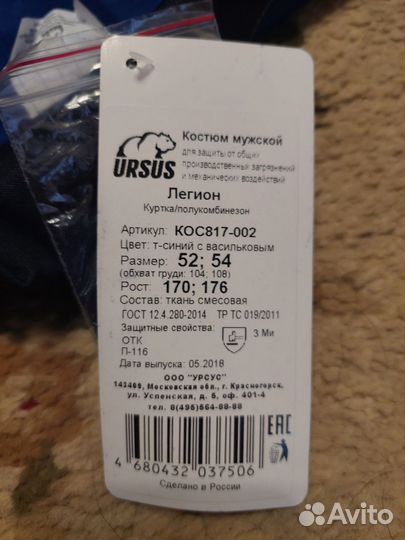 URSUS
Костюм мужской
для защиты от общих
производственных загрязнений
и механических воздействий
Легион
Куртка/полукомбинезон
Артикул: КОС817-002
Цвет: т-синий с васильковым
Размер: 52; 54
(обхват груди: 104; 108)
Рост: 170; 176
Состав: ткань смесовая
ГОСТ 12.4.280-2014 ТР ТС 019/2011
Защитные свойства: З Ми
ОТК
П-116
Дата выпуска: 05.2018
ООО "УРСУС"
143405, Московская обл., г. Красногорск,
ул. Успенская, д. 5, оф. 401-4
тел. 8(495)564-88-88
EAC
4 680432 037506
Сделано в России
Avito